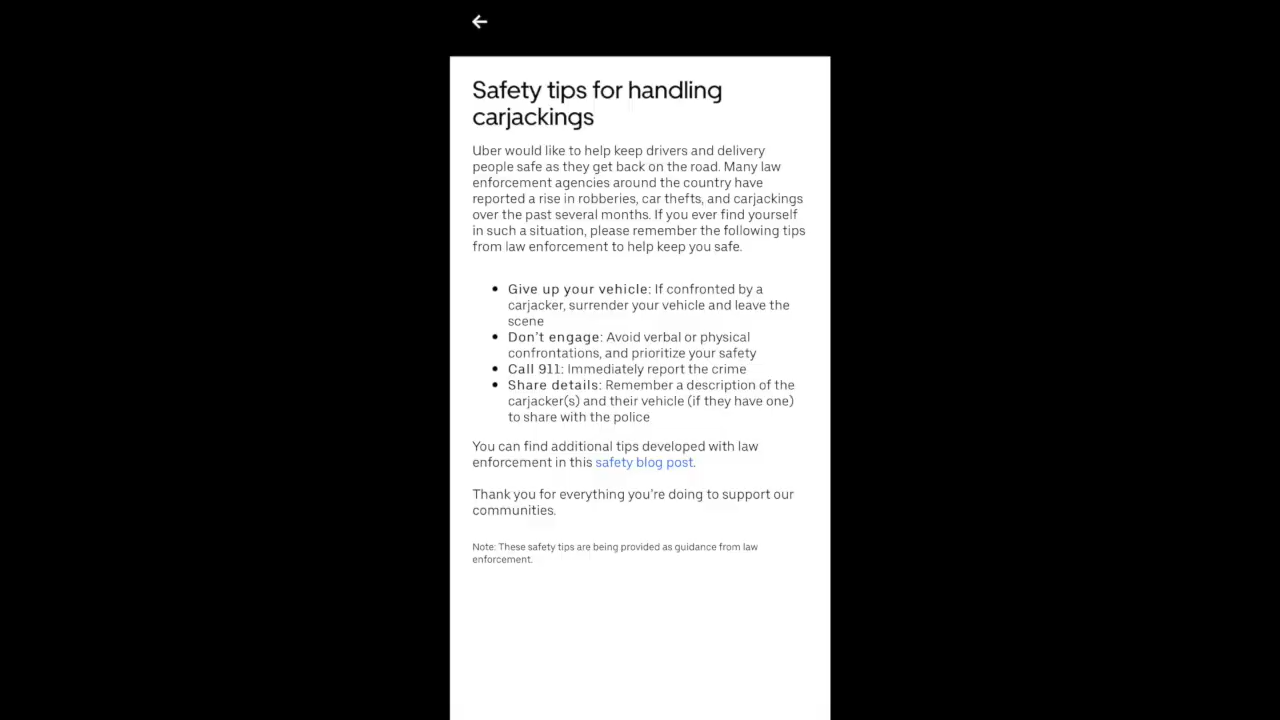 Safety tips for handling
carjackings
Uber would like to help keep drivers and delivery
people safe as they get back on the road. Many law
enforcement agencies around the country have
reported a rise in robberies, car thefts, and carjackings
over the past several months. If you ever find yourself
in such a situation, please remember the following tips
from law enforcement to help keep you safe.
• Give up your vehicle: If confronted by a
carjacker, surrender your vehicle and leave the
scene
• Don't engage: Avoid verbal or physical
confrontations, and prioritize your safety
• Call 911: Immediately report the crime
• Share details: Remember a description of the
carjacker(s) and their vehicle (if they have one)
to share with the police
You can find additional tips developed with law
enforcement in this safety blog post.
Thank you for everything you're doing to support our
communities.
Note: These safety tips are being provided as guidance from law
enforcement.